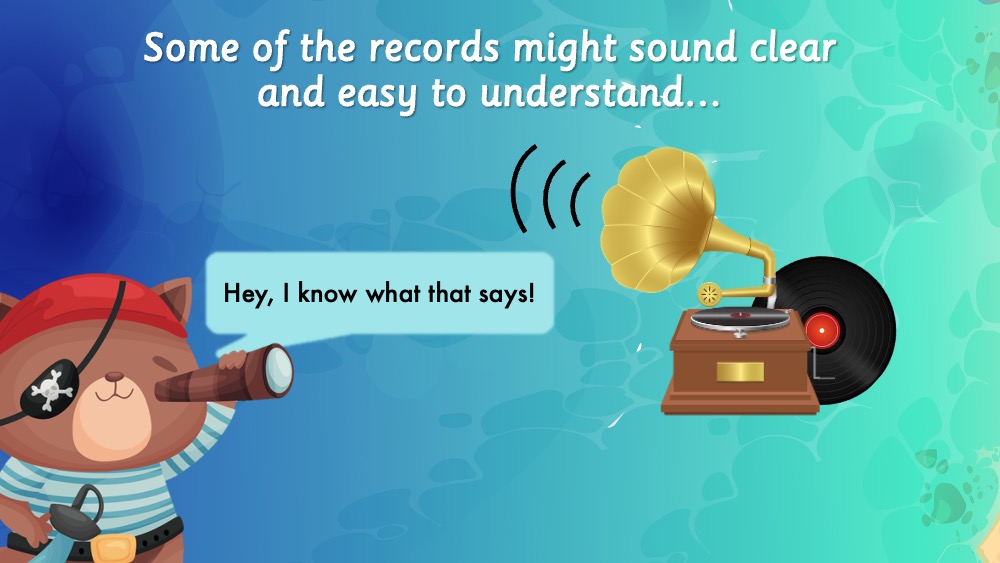 Some of the records might sound clear
and easy to understand...
Hey, I know what that says!